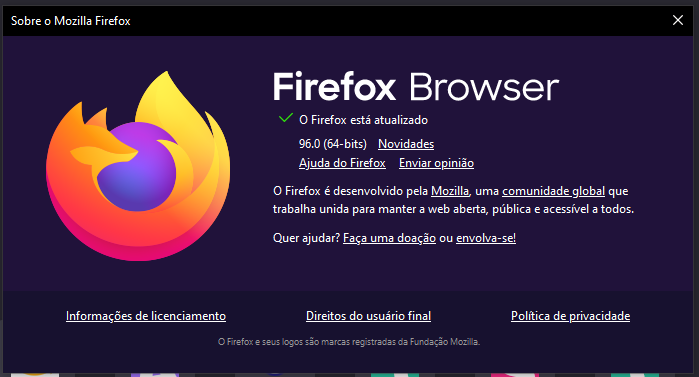 Sobre o Mozilla Firefox
Firefox Browser
O Firefox está atualizado
96.0 (64-bits) Novidades
Ajuda do Firefox Enviar opinião
O Firefox é desenvolvido pela Mozilla, uma comunidade global que
trabalha unida para manter a web aberta, pública e acessível a todos.
Quer ajudar? Faça uma doação ou envolva-se!
Informações de licenciamento Direitos do usuário final Política de privacidade
O Firefox e seus logos são marcas registradas da Fundação Mozilla.